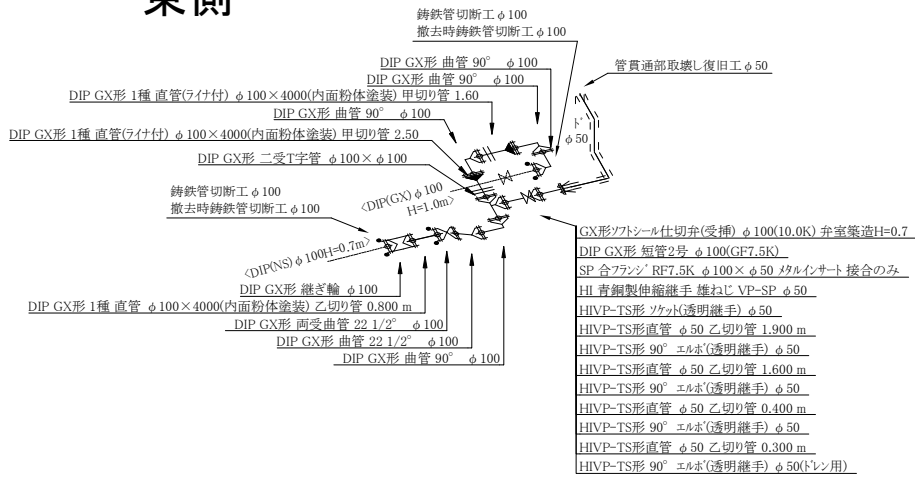 東側
鋳鉄管切断工φ100
撤去時鋳鉄管切断工φ100
DIP GX形 曲管 90° φ100
DIP GX形 曲管 90° φ100
管貫通部取壊し復旧工φ50
DIP GX形 1種 直管(ライナ付) φ100×4000(内面粉体塗装) 甲切り管 1.60
DIP GX形 曲管 90° φ100
DIP GX形 1種 直管(ライナ付) φ100×4000(内面粉体塗装) 甲切り管 2.50
ド
φ50
DIP GX形 二受T字管 φ100×φ100
鋳鉄管切断工φ100
撤去時鋳鉄管切断工φ100
<DIP(GX)φ100
H=1.0m>
<DIP(NS)φ100H=0.7m>
DIP GX形 継ぎ輪 φ100
DIP GX形 1種 直管 φ100×4000(内面粉体塗装) 乙切り管 0.800 m
DIP GX形 両受曲管 22 1/2° φ100
DIP GX形 曲管 22 1/2° φ100
DIP GX形 曲管 90° φ100
GX形ソフトシール仕切弁(受挿) φ100(10.0K) 弁室築造H=0.7
DIP GX形 短管2号 φ100(GF7.5K)
SP 合フランジ RF7.5K φ100×φ50 メタルインサート 接合のみ
HI 青銅製伸縮継手 雄ねじ VP-SP φ50
HIVP-TS形 ソケット(透明継手) φ50
HIVP-TS形直管 φ50 乙切り管 1.900 m
HIVP-TS形 90° エルボ(透明継手) φ50
HIVP-TS形直管 φ50 乙切り管 1.600 m
HIVP-TS形 90° エルボ(透明継手) φ50
HIVP-TS形直管 φ50 乙切り管 0.400 m
HIVP-TS形 90° エルボ(透明継手) φ50
HIVP-TS形直管 φ50 乙切り管 0.300 m
HIVP-TS形 90° エルボ(透明継手) φ50(ドレン用)